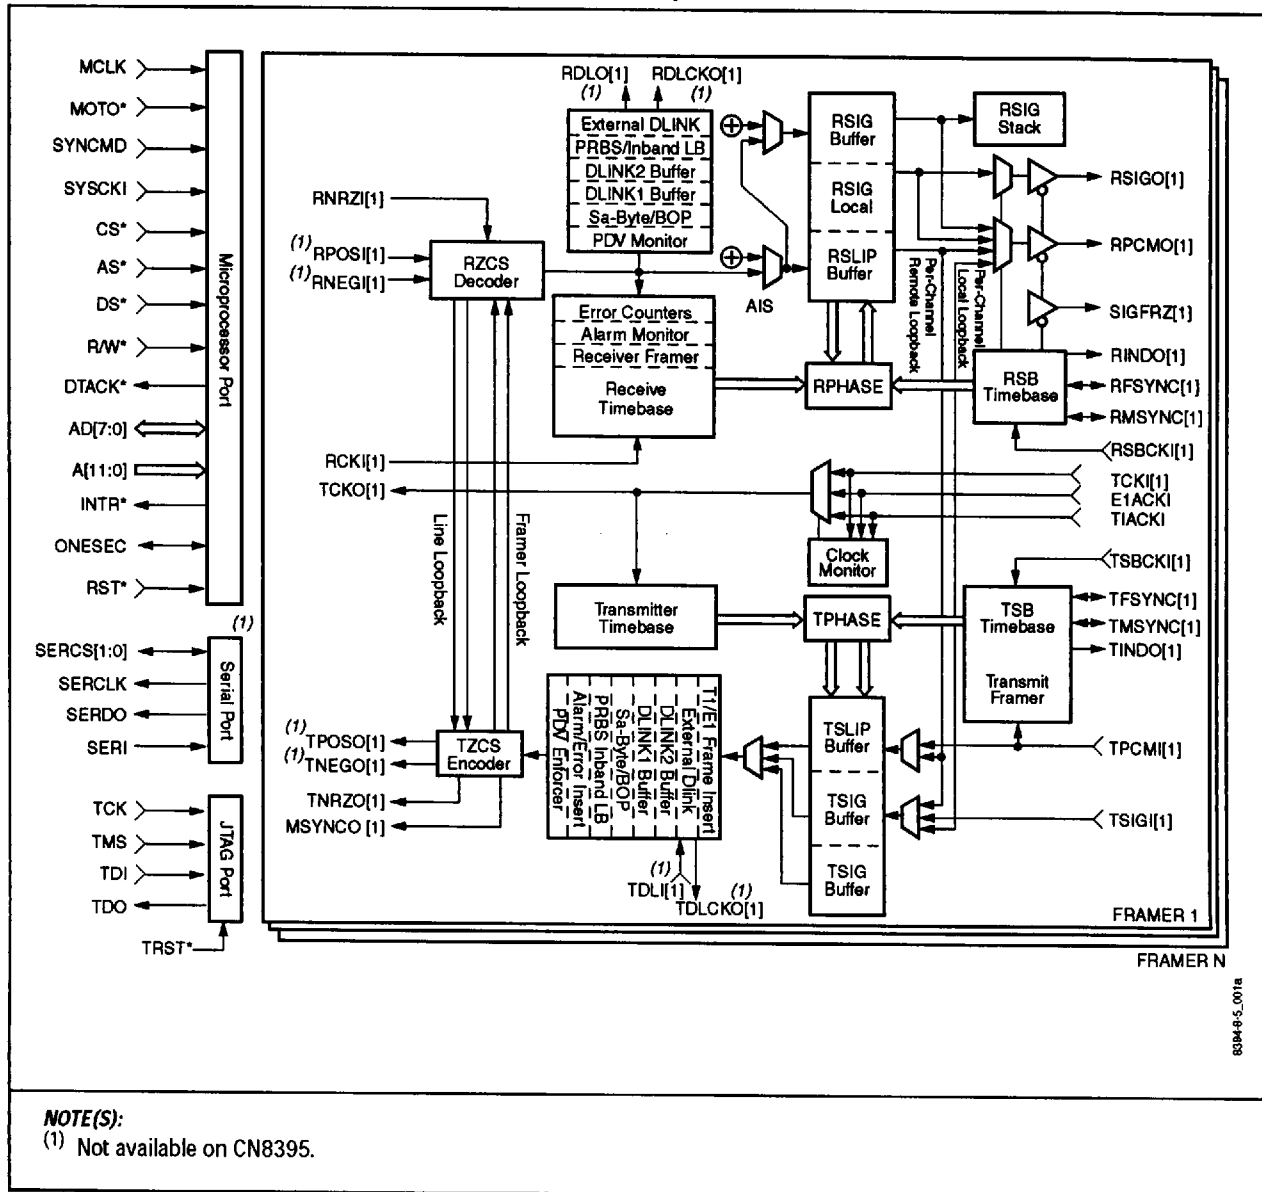 MCLK
MOTO*
SYNCMD
SYSCKI
CS*
AS*
DS*
R/W*
DTACK*
AD[7:0]
A[11:0]
INTR*
ONESEC
RST*
Microprocessor Port
(1)
SERCS[1:0]
SERCLK
SERDO
SERI
Serial Port
TCK
TMS
TDI
TDO
TRST*
JTAG Port
RDLO[1]
(1)
RDLCKO[1]
(1)
External DLINK
PRBS/Inband LB
DLINK2 Buffer
DLINK1 Buffer
Sa-Byte/BOP
PDV Monitor
RNRZI[1]
(1)
RPOSI[1]
(1)
RNEGI[1]
RZCS
Decoder
Error Counters
Alarm Monitor
Receiver Framer
Receive
Timebase
RCKI[1]
TCKO[1]
AIS
RSIG
Buffer
RSIG
Local
RSLIP
Buffer
RSIG
Stack
RPHASE
Per-Channel
Remote Loopback
Per-Channel
Local Loopback
RSB
Timebase
RSIGO[1]
RPCMO[1]
SIGFRZ[1]
RINDO[1]
RFSYNC[1]
RMSYNC[1]
RSBCKI[1]
TCKI[1]
E1ACKI
TIACKI
Clock
Monitor
Line Loopback
Framer Loopback
Transmitter
Timebase
TPHASE
TSB
Timebase
Transmit
Framer
TSBCKI[1]
TFSYNC[1]
TMSYNC[1]
TINDO[1]
TPCMI[1]
TSIGI[1]
TSLIP
Buffer
TSIG
Buffer
TSIG
Buffer
T1/E1 Frame Insert
External Dlink
DLINK2 Buffer
DLINK1 Buffer
Sa-Byte/BOP
PRBS Inband LB
Alarm/Error Insert
PDV Enforcer
TZCS
Encoder
(1)
TPOSO[1]
(1)
TNEGO[1]
TNRZO[1]
MSYNCO [1]
(1)
TDLI[1]
(1)
TDLCKO[1]
FRAMER 1
FRAMER N
8394-8-5_001a
NOTE(S):
(1) Not available on CN8395.